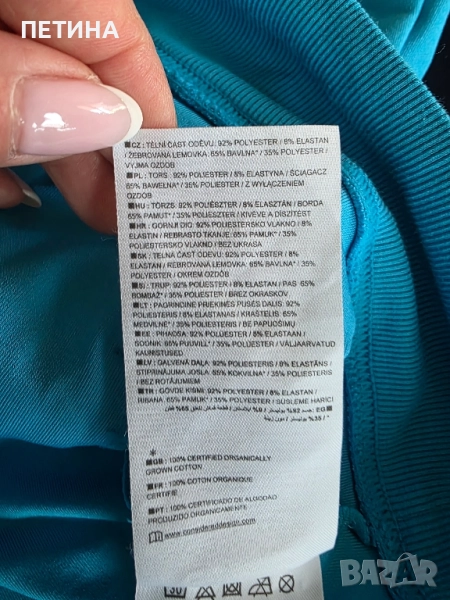 ПЕТИНА
CZ : TĚLNÍ ČÁST ODĚVU: 92% POLYESTER / 8% ELASTAN
/ ŽEBROVANÁ LEMOVKA: 65% BAVLNA* / 35% POLYESTER /
VYJMA OZDOB
PL : TORS : 92% POLIESTER / 8% ELASTYNA / ŚCIĄGACZ :
65% BAWEŁNA* / 35% POLIESTER / Z WYŁĄCZENIEM
OZDÓB
HU : TÖRZS: 92% POLIÉSZTER / 8% ELASZTÁN / BORDA
65% PAMUT* / 35% POLIÉSZTER / KIVÉVE A DÍSZÍTÉST
HR : GORNJI DIO: 92% POLIESTERSKO VLAKNO / 8%
ELASTIN / REBRASTO TKANJE: 65% PAMUK* / 35%
POLIESTERSKO VLAKNO / BEZ UKRASA
SK : TELNÁ ČASŤ ODEVU: 92% POLYESTER / 8% ELASTAN
/ REBROVANÁ LEMOVKA: 65% BAVLNA* / 35%
POLYESTER / OKREM OZDÔB
SI : TRUP: 92% POLIESTER / 8% ELASTAN / PAS 65%
BOMBAŽ* / 35% POLIESTER / BREZ OKRASKOV
LT : PAGRINDINĖ PRIEKINĖS PUSĖS DALIS: 92%
POLIESTERIS / 8% ELASTANAS / KRAŠTELIS: 65%
MEDVILNĖ* / 35% POLIESTERIS / BE PAPUOŠIMŲ
EE : PIHAOSA: 92% POLÜESTER / 8% ELASTAAN /
SOONIK: 65% PUUVILL* / 35% POLÜESTER / VÄLJAARVATUD
KAUNISTUSED
LV : GALVENĀ DAĻA: 92% POLIESTERIS / 8% ELASTĀNS /
STIPRINĀJUMA JOSLA 65% KOKVILNA* / 35% POLIESTERIS
/ BEZ ROTĀJUMIEM
TR : GÖVDE KISMI: 92% POLYESTER / 8% ELASTAN /
RİBANA: 65% PAMUK* / 35% POLYESTER / SÜSLEME HARİCİ
*
GB : 100% CERTIFIED ORGANICALLY
GROWN COTTON
FR : 100% COTON ORGANIQUE
CERTIFIÉ
PT : 100% CERTIFICADO DE ALGODÃO
PRODUZIDO ORGANICAMENTE
www.considereddesign.com
BAZAR